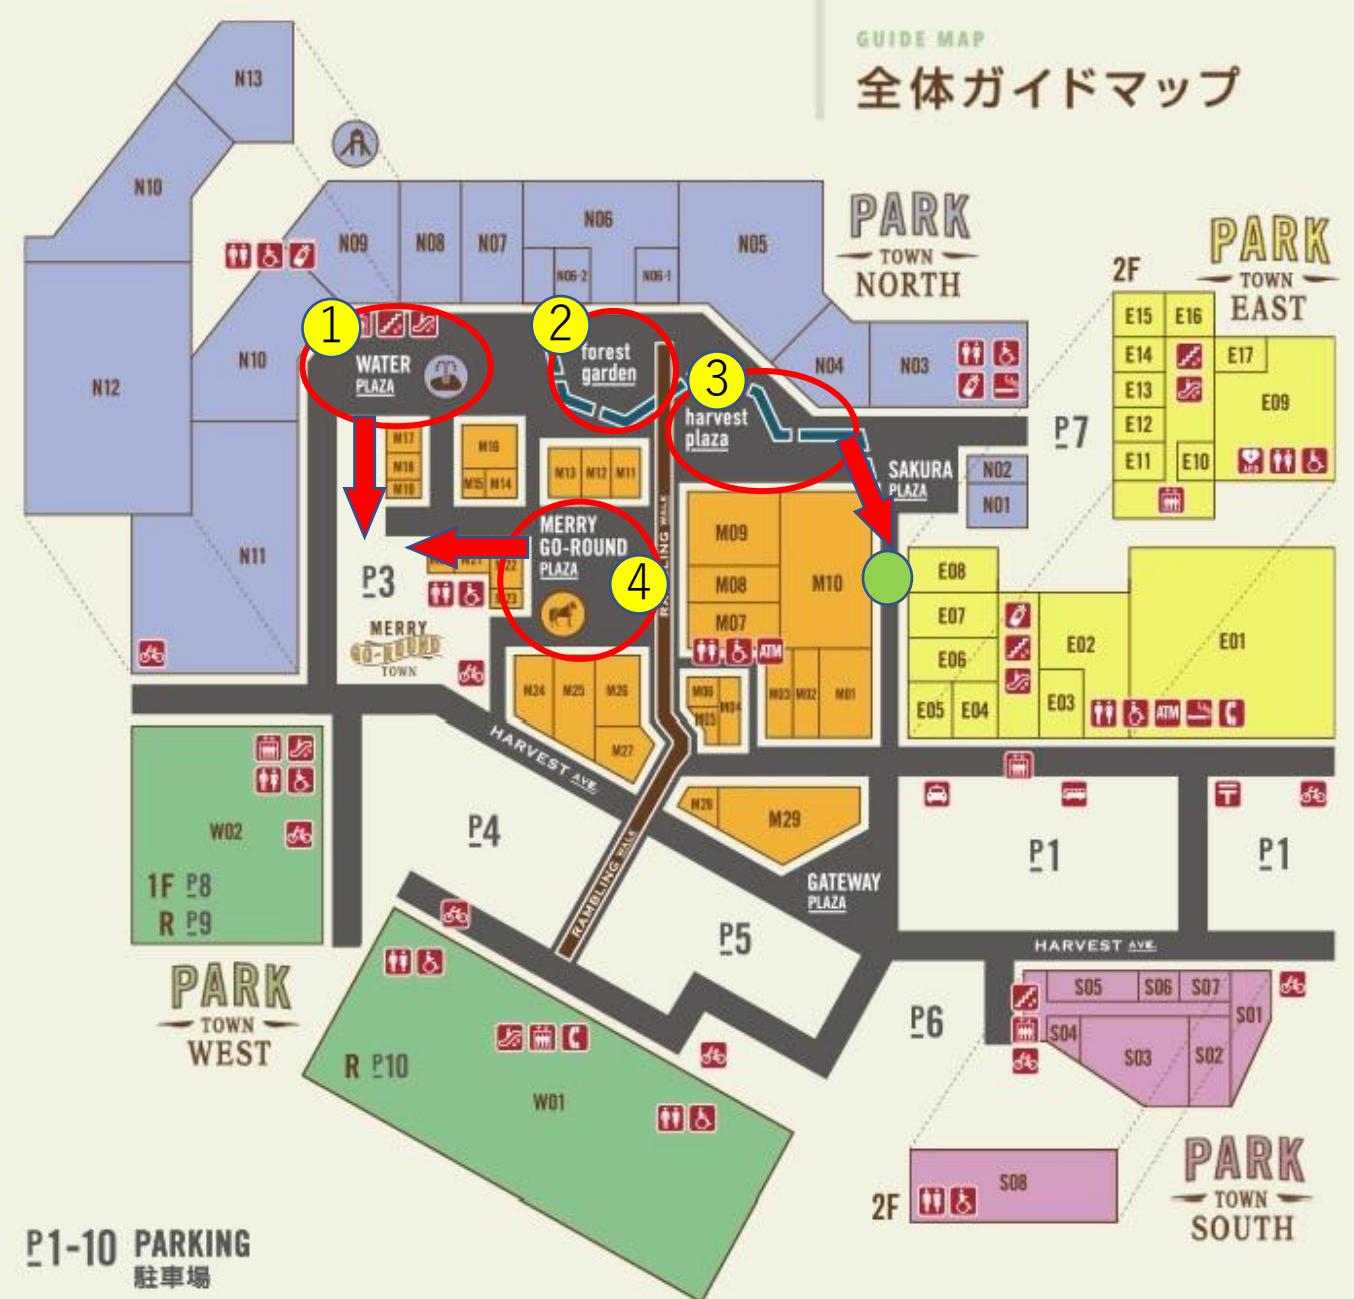 GUIDE MAP
全体ガイドマップ
N13
N10
N09
N08
N07
N06
N06-2
N06-1
N05
PARK
TOWN
NORTH
PARK
TOWN
EAST
2F
E15
E16
E14
E17
E13
E09
E12
E11
E10
N12
N10
1
2
3
WATER
PLAZA
forest
garden
harvest
plaza
N04
N03
P7
SAKURA
PLAZA
N02
N01
M17
M18
M19
M16
M15
M14
M13
M12
M11
N11
P3
MERRY
GO-ROUND
TOWN
MERRY
GO-ROUND
PLAZA
4
RAMBLING WALK
M09
M08
M07
M10
ATM
M06
M05
M04
M03
M02
M01
E08
E07
E06
E05
E04
E02
E03
E01
ATM
M24
M25
M26
M27
HARVEST AVE.
M28
M29
W02
1F P8
R P9
P4
RAMBLING WALK
P5
GATEWAY
PLAZA
P1
P1
HARVEST AVE.
PARK
TOWN
WEST
R P10
W01
P6
S05
S06
S07
S01
S04
S03
S02
2F
S08
PARK
TOWN
SOUTH
P1-10 PARKING
駐車場